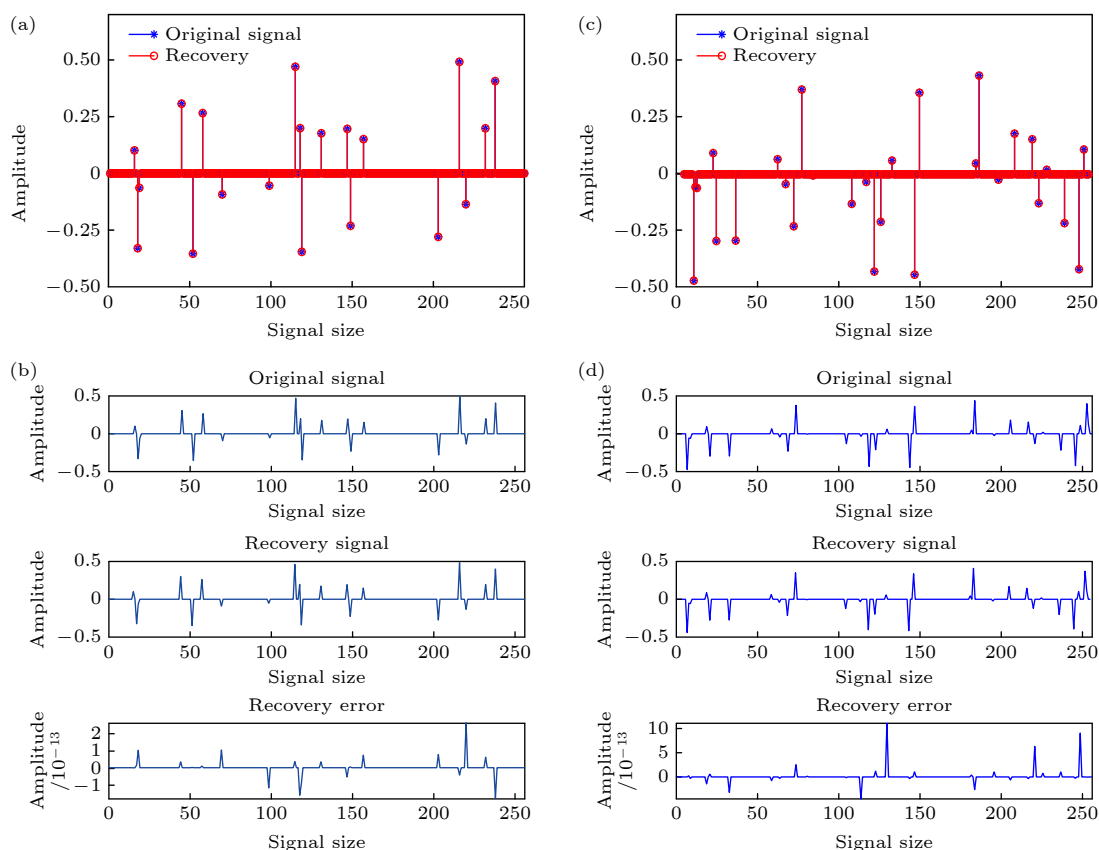 (a)
Original signal
Recovery
0.50
0.25
0
−0.25
−0.50
Amplitude
0 50 100 150 200 250
Signal size
(c)
Original signal
Recovery
0.50
0.25
0
−0.25
−0.50
Amplitude
0 50 100 150 200 250
Signal size
(b)
Original signal
0.5
0
−0.5
Amplitude
0 50 100 150 200 250
Signal size
Recovery signal
0.5
0
−0.5
Amplitude
0 50 100 150 200 250
Signal size
Recovery error
2
1
0
−1
Amplitude
/10⁻¹³
0 50 100 150 200 250
Signal size
(d)
Original signal
0.5
0
−0.5
Amplitude
0 50 100 150 200 250
Signal size
Recovery signal
0.5
0
−0.5
Amplitude
0 50 100 150 200 250
Signal size
Recovery error
10
5
0
Amplitude
/10⁻¹³
0 50 100 150 200 250
Signal size